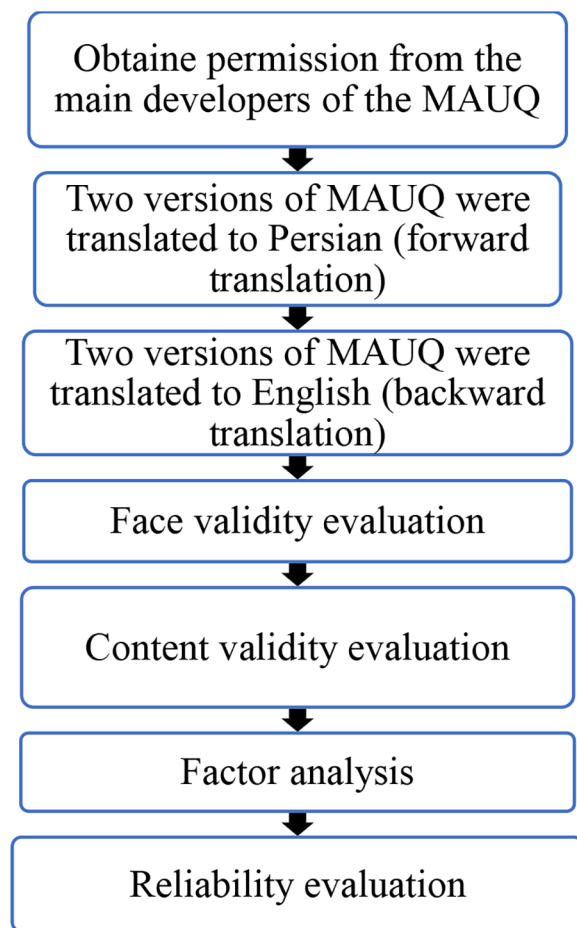 Obtaine permission from the
main developers of the MAUQ
Two versions of MAUQ were
translated to Persian (forward
translation)
Two versions of MAUQ were
translated to English (backward
translation)
Face validity evaluation
Content validity evaluation
Factor analysis
Reliability evaluation